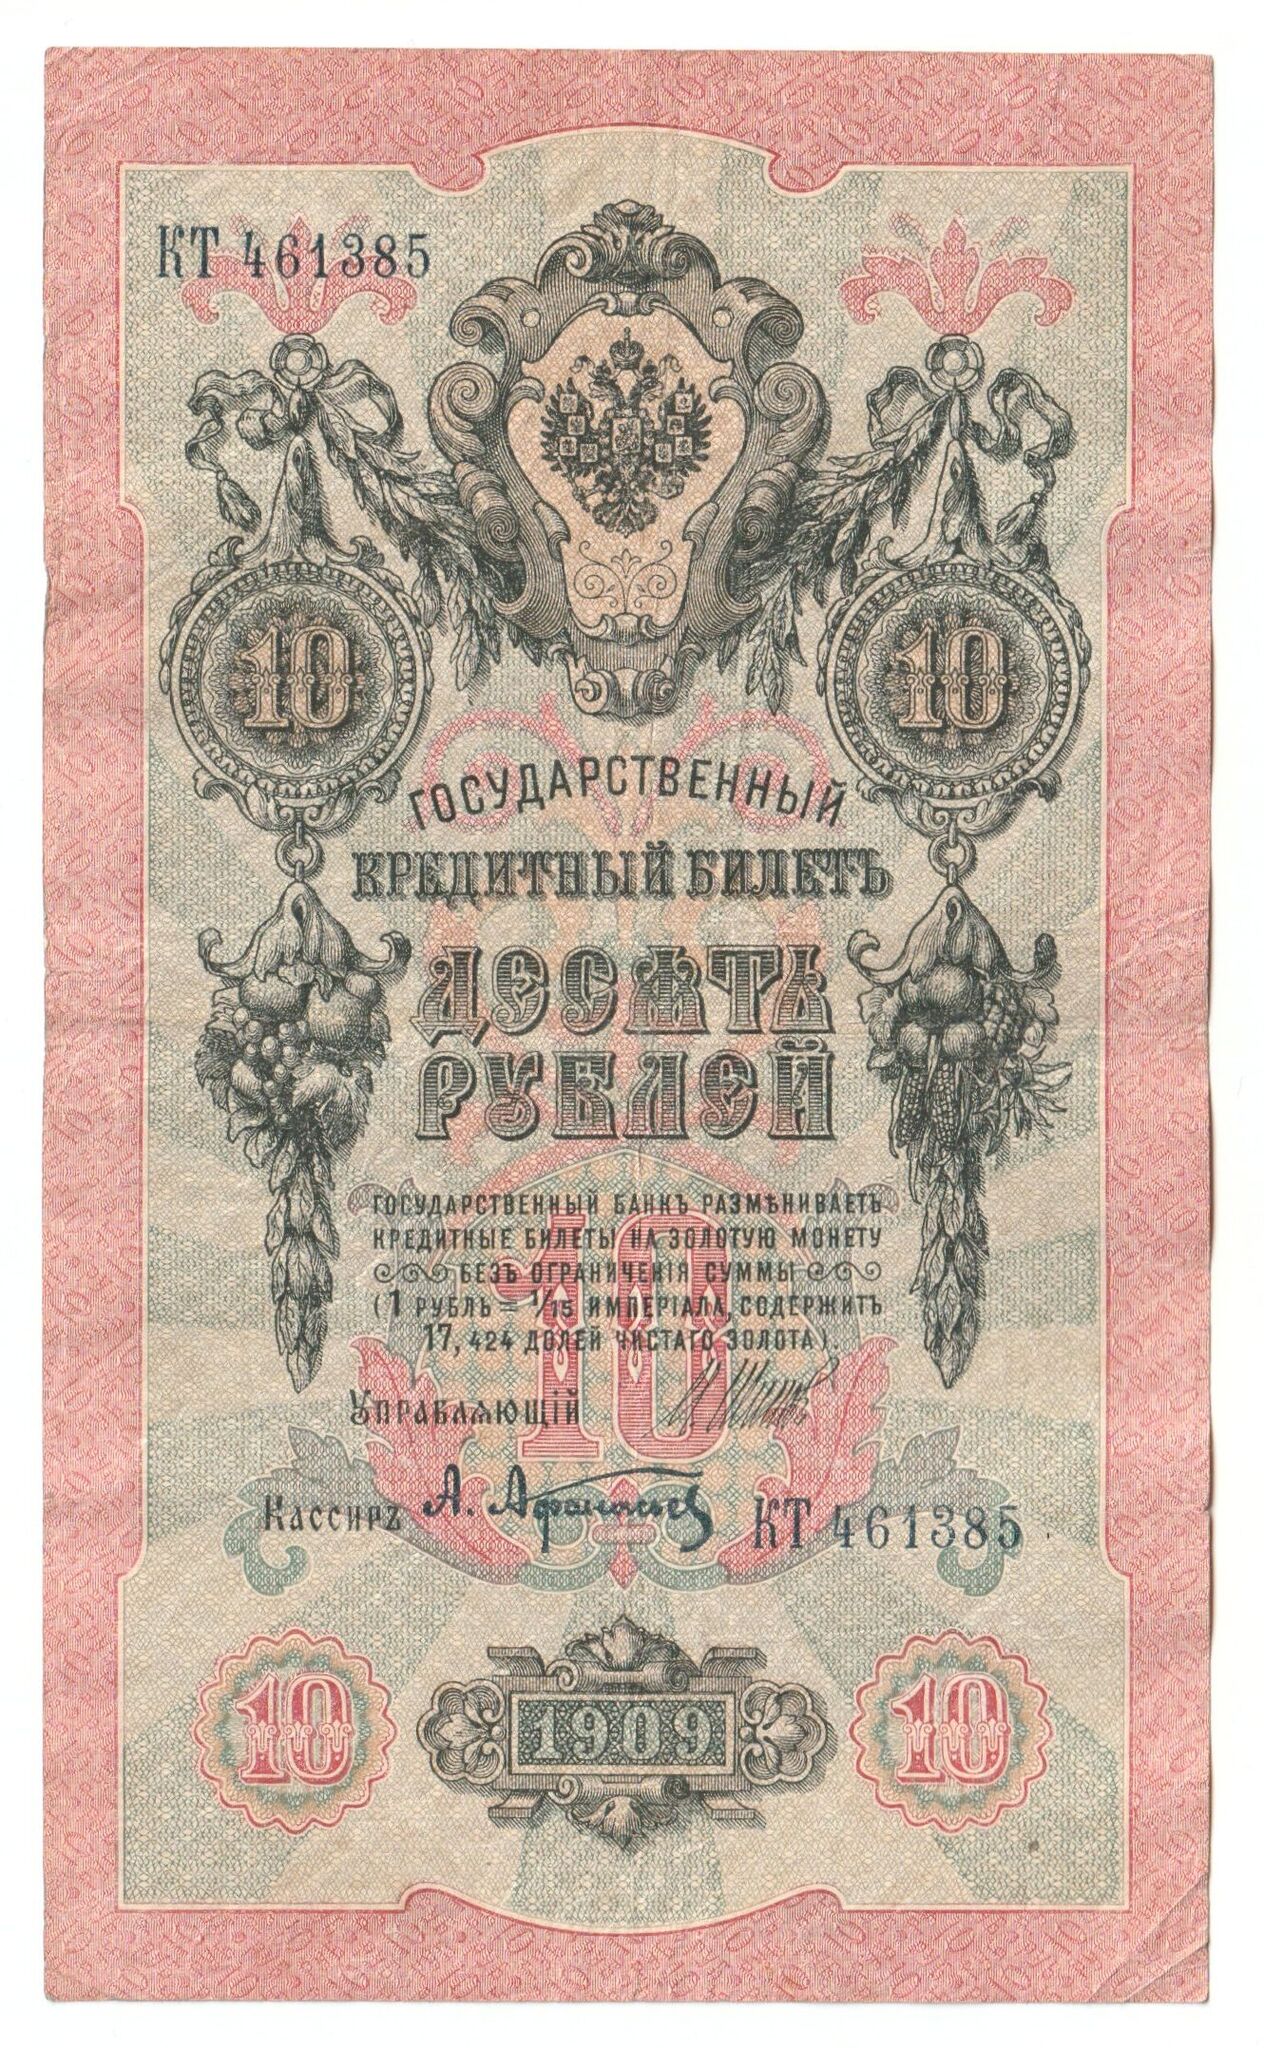 КТ 461385
10 10
ГОСУДАРСТВЕННЫЙ
КРЕДИТНЫЙ БИЛЕТЪ
ДЕСЯТЬ
РУБЛЕЙ
10
ГОСУДАРСТВЕННЫЙ БАНКЪ РАЗМѢНИВАЕТЪ
КРЕДИТНЫЕ БИЛЕТЫ НА ЗОЛОТУЮ МОНЕТУ
БЕЗЪ ОГРАНИЧЕНІЯ СУММЫ
(1 РУБЛЬ = 1/15 ИМПЕРІАЛА, СОДЕРЖИТЪ
17,424 ДОЛЕЙ ЧИСТАГО ЗОЛОТА).
УПРАВЛЯЮЩІЙ
КАССИРЪ А. Афанасьев КТ 461385
10 1909 10